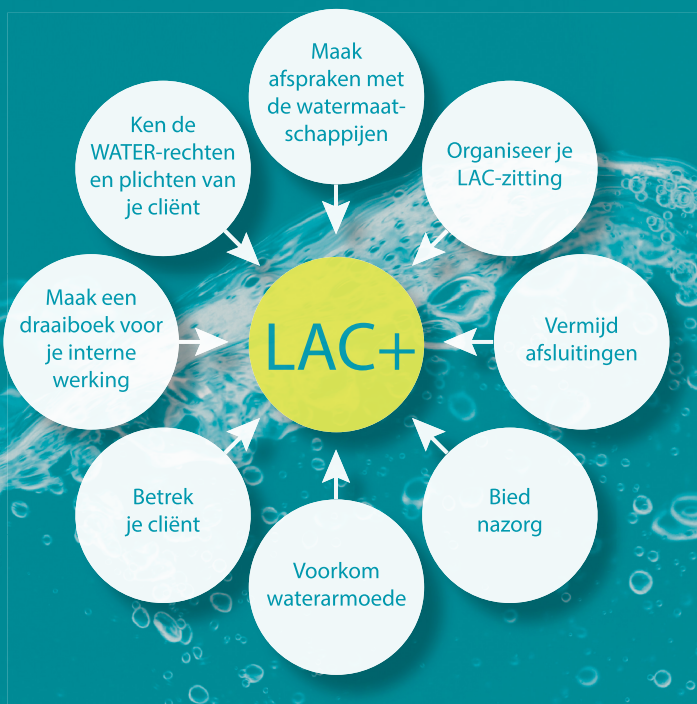 Maak
afspraken met
de watermaat-
schappijen
Organiseer je
LAC-zitting
Vermijd
afsluitingen
Bied
nazorg
Voorkom
waterarmoede
Betrek
je cliënt
Maak een
draaiboek voor
je interne
werking
Ken de
WATER-rechten
en plichten van
je cliënt
LAC+